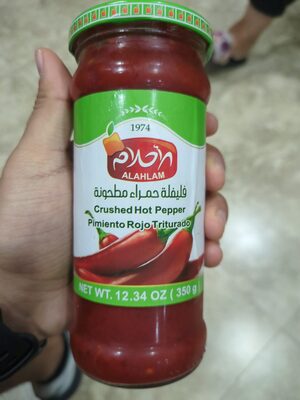 1974
الأحلام
ALAHLAM
فليفلة حمراء مطحونة
Crushed Hot Pepper
Pimiento Rojo Triturado
NET WT. 12.34 OZ ( 350 g )